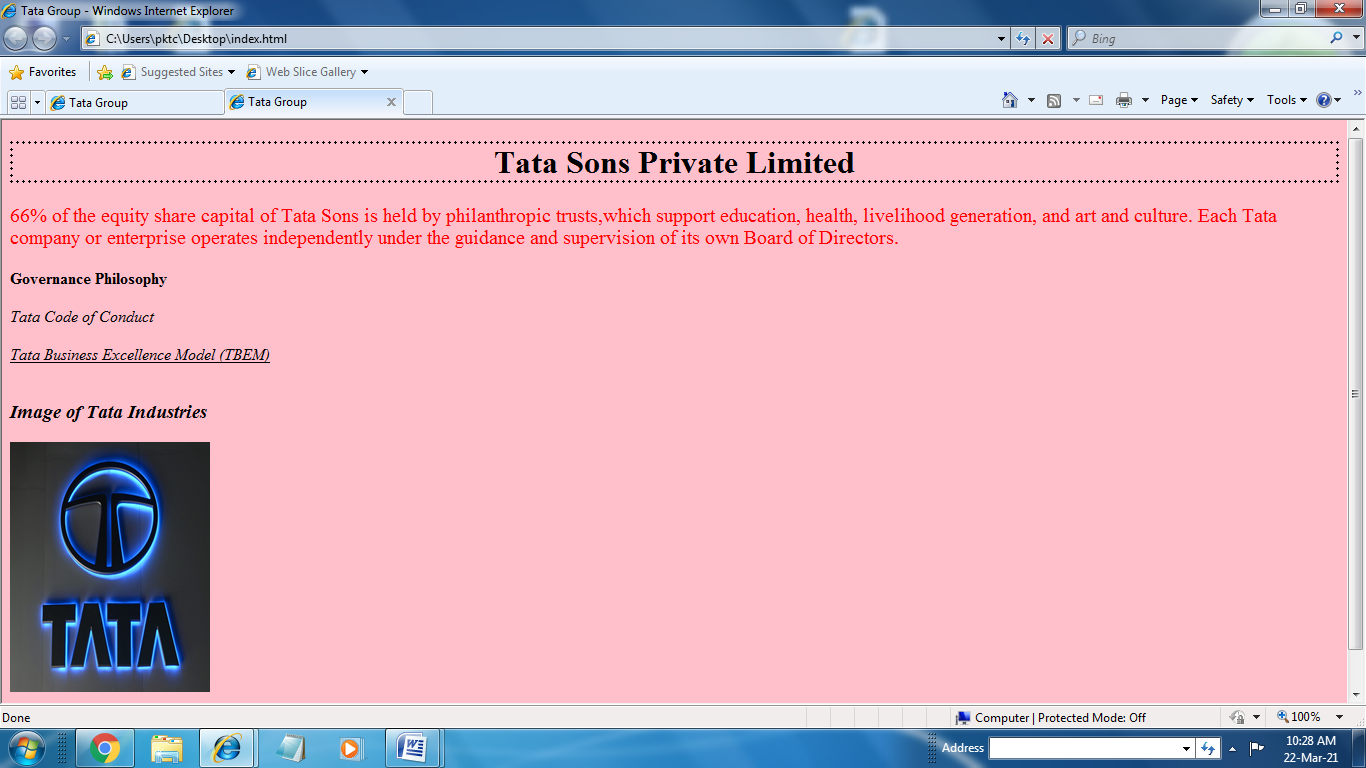 Tata Group - Windows Internet Explorer
C:\Users\pktc\Desktop\index.html
Bing
Favorites
Suggested Sites
Web Slice Gallery
Tata Group
Tata Group
Page
Safety
Tools
Tata Sons Private Limited
66% of the equity share capital of Tata Sons is held by philanthropic trusts,which support education, health, livelihood generation, and art and culture. Each Tata
company or enterprise operates independently under the guidance and supervision of its own Board of Directors.
Governance Philosophy
Tata Code of Conduct
Tata Business Excellence Model (TBEM)
Image of Tata Industries
TATA
Done
Computer | Protected Mode: Off
100%
Address
10:28 AM
22-Mar-21